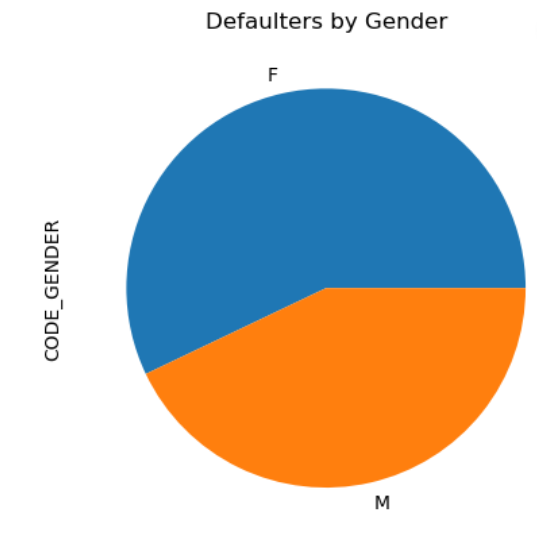 Defaulters by Gender
F
CODE_GENDER
M